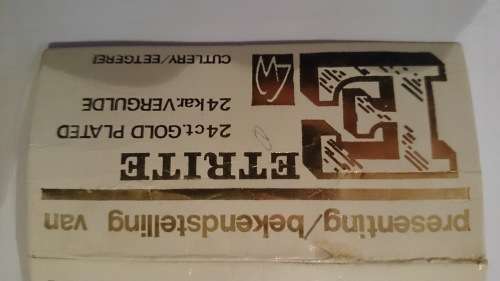 presenting/bekendstelling van
E ETRITE
24ct.GOLD PLATED
24kar.VERGULDE
CUTLERY/EETGEREI